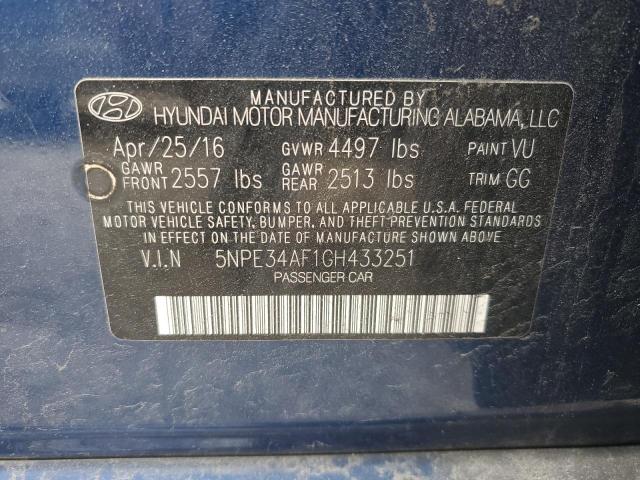 MANUFACTURED BY
HYUNDAI MOTOR MANUFACTURING ALABAMA, LLC
Apr/25/16 GVWR 4497 lbs PAINT VU
GAWR FRONT 2557 lbs GAWR REAR 2513 lbs TRIM GG
THIS VEHICLE CONFORMS TO ALL APPLICABLE U.S.A. FEDERAL
MOTOR VEHICLE SAFETY, BUMPER, AND THEFT PREVENTION STANDARDS
IN EFFECT ON THE DATE OF MANUFACTURE SHOWN ABOVE.
V.I.N 5NPE34AF1GH433251
PASSENGER CAR